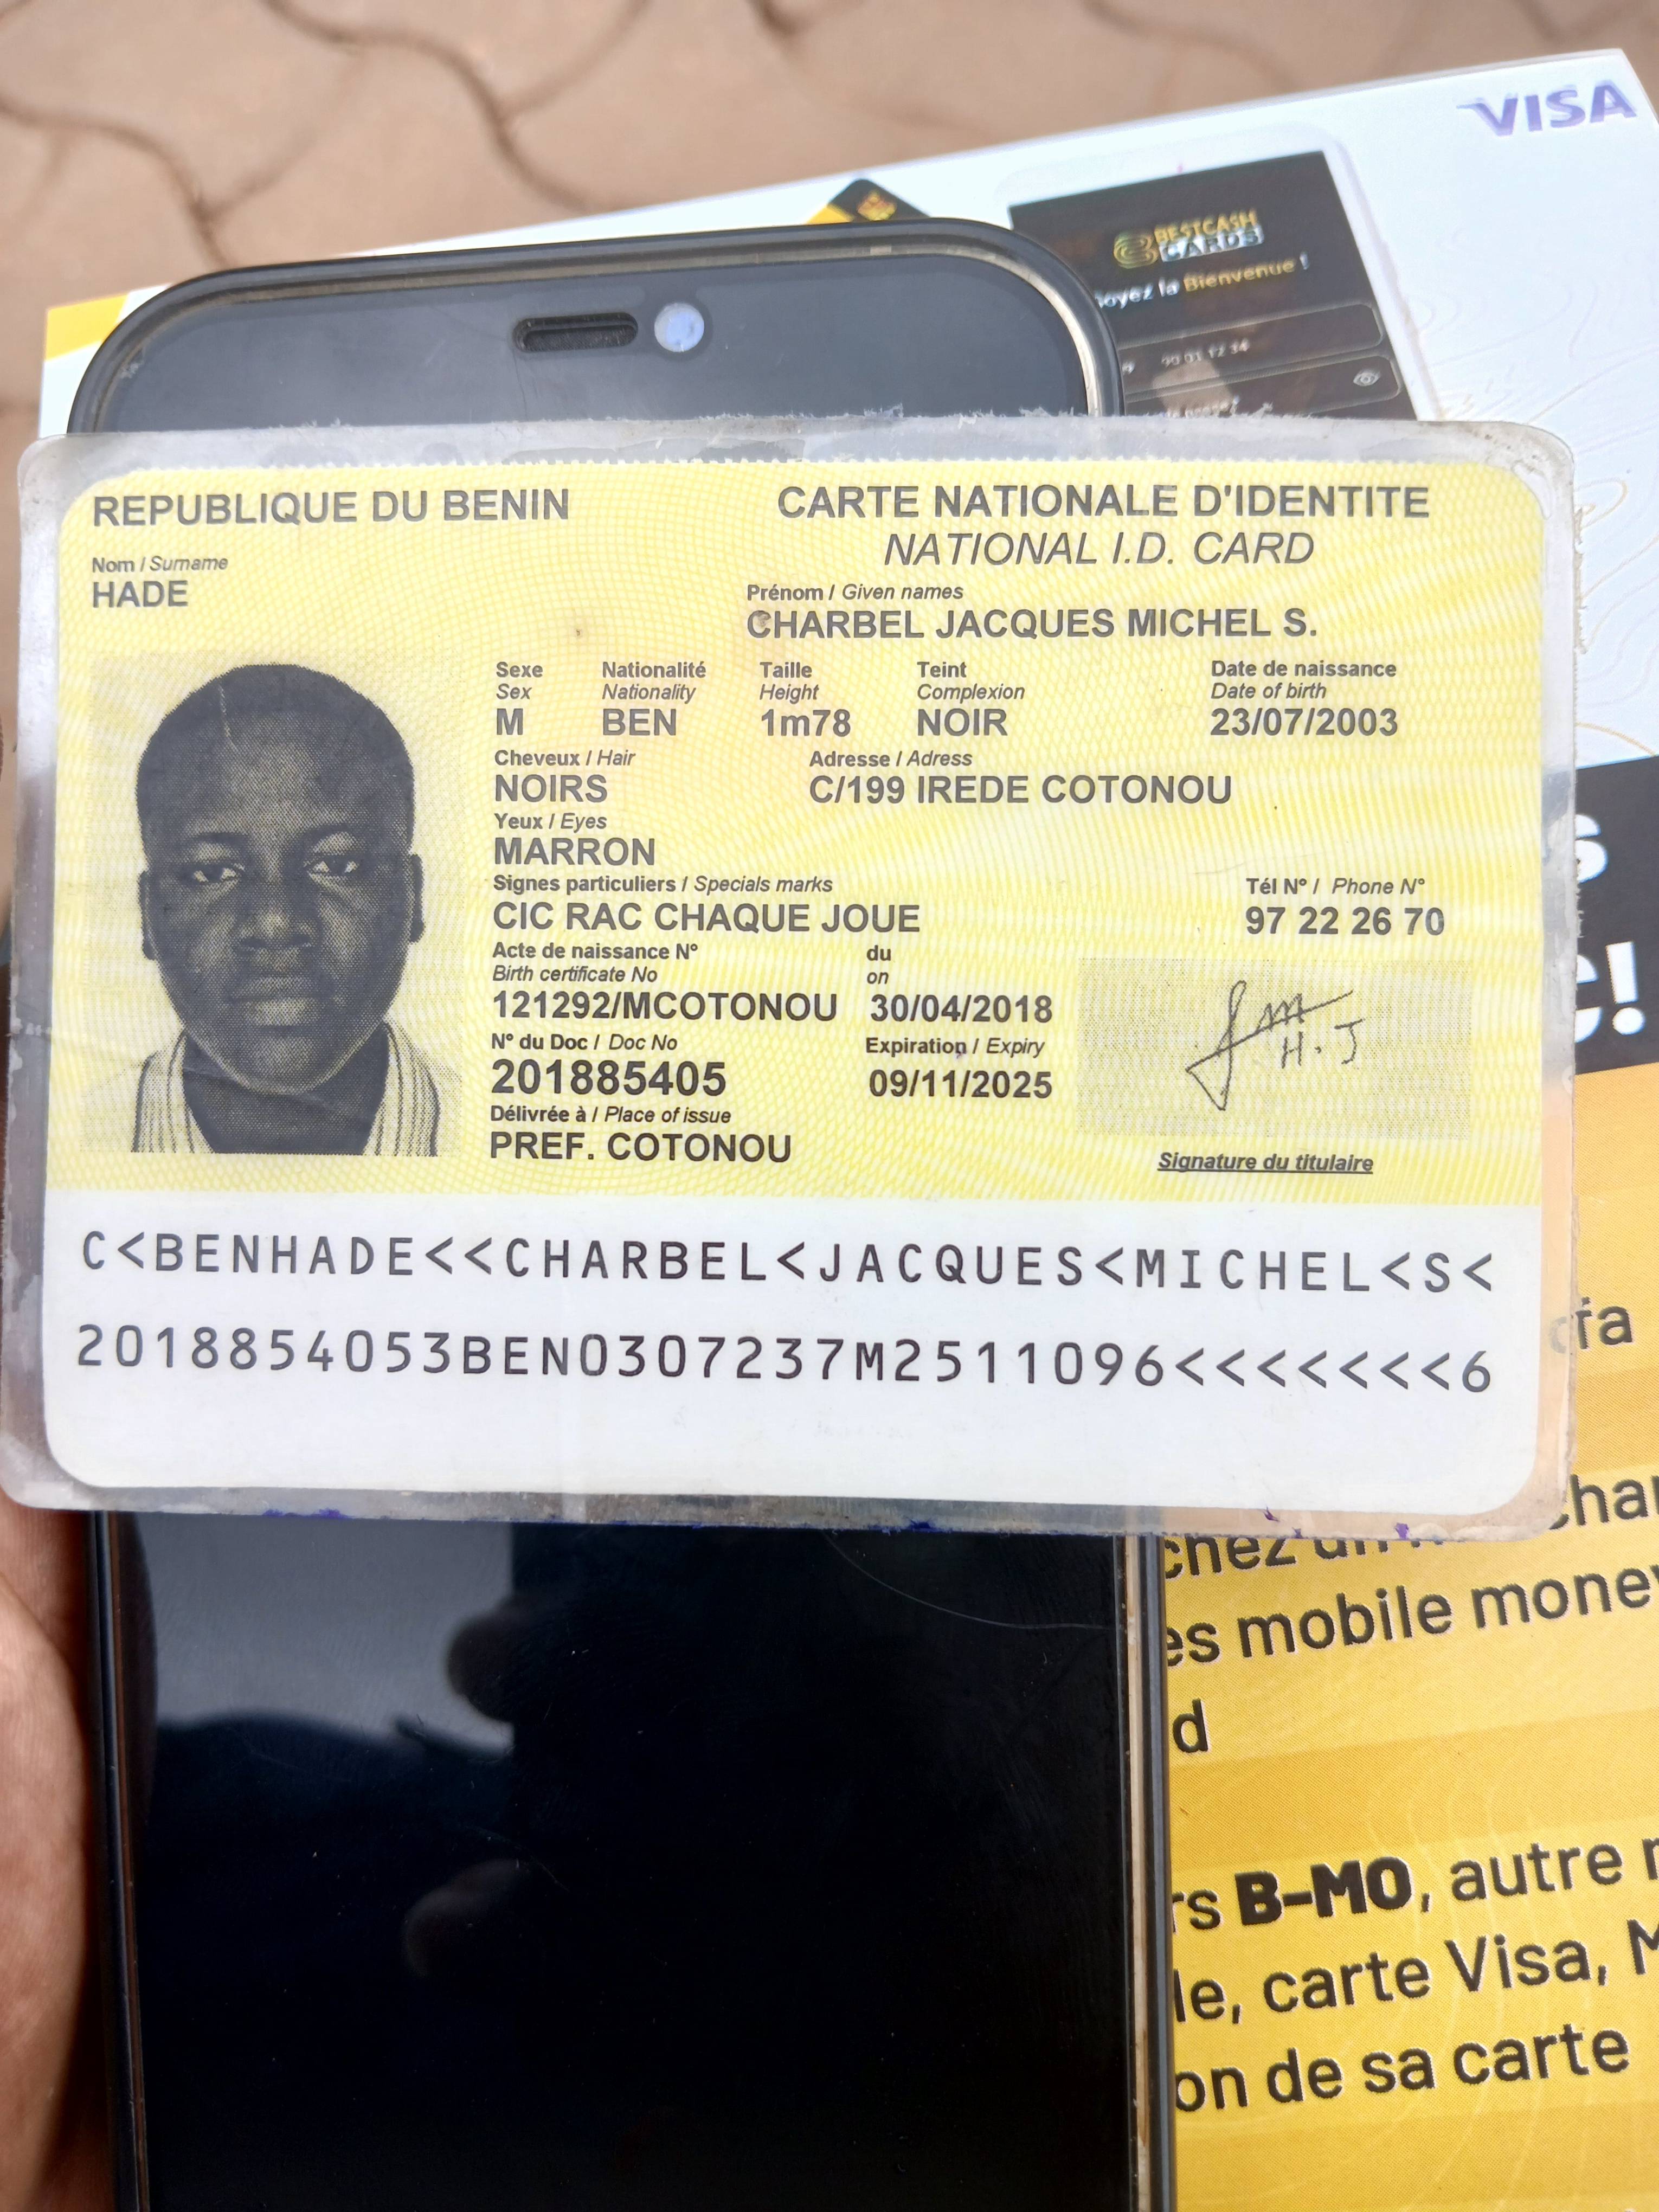 VISA
BESTCASH
CARDS
Soyez la Bienvenue !
REPUBLIQUE DU BENIN
CARTE NATIONALE D'IDENTITE
NATIONAL I.D. CARD
Nom / Surname
HADE
Prénom / Given names
CHARBEL JACQUES MICHEL S.
Sexe Nationalité Taille Teint Date de naissance
Sex Nationality Height Complexion Date of birth
M BEN 1m78 NOIR 23/07/2003
Cheveux / Hair Adresse / Adress
NOIRS C/199 IREDE COTONOU
Yeux / Eyes
MARRON
Signes particuliers / Specials marks Tél N° / Phone N°
CIC RAC CHAQUE JOUE 97 22 26 70
Acte de naissance N° du
Birth certificate No on
121292/MCOTONOU 30/04/2018
N° du Doc / Doc No Expiration / Expiry
201885405 09/11/2025
Délivrée à / Place of issue
PREF. COTONOU
H.J
Signature du titulaire
C<BENHADE<<CHARBEL<JACQUES<MICHEL<S<
2018854053BEN0307237M2511096<<<<<<<6
es mobile money
d
rs B-MO, autre
le, carte Visa, M
on de sa carte